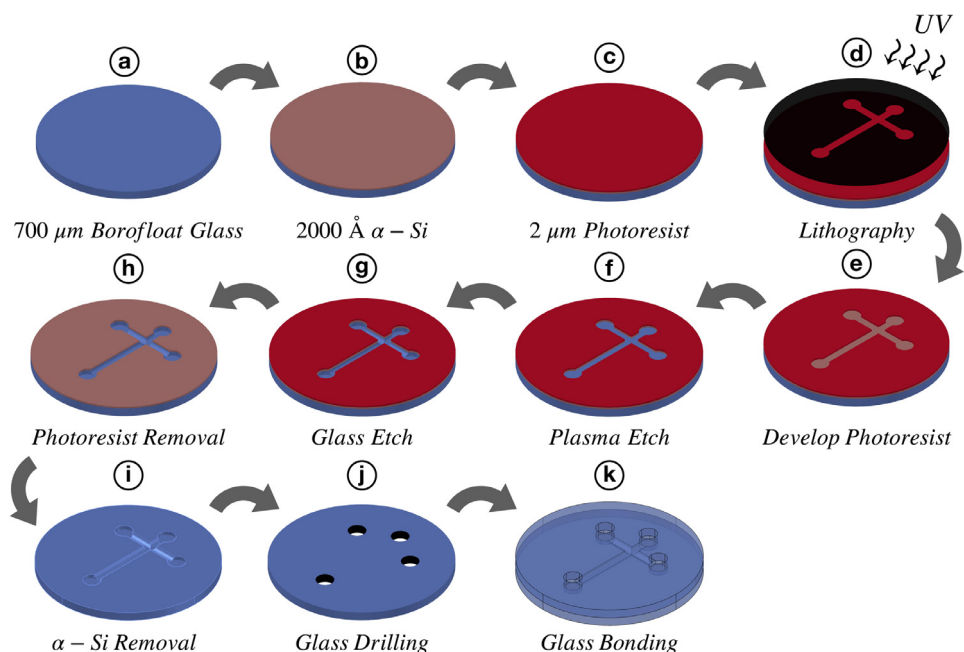 UV
a
b
c
d
700 μm Borofloat Glass
2000 Å α − Si
2 μm Photoresist
Lithography
h
g
f
e
Photoresist Removal
Glass Etch
Plasma Etch
Develop Photoresist
i
j
k
α − Si Removal
Glass Drilling
Glass Bonding